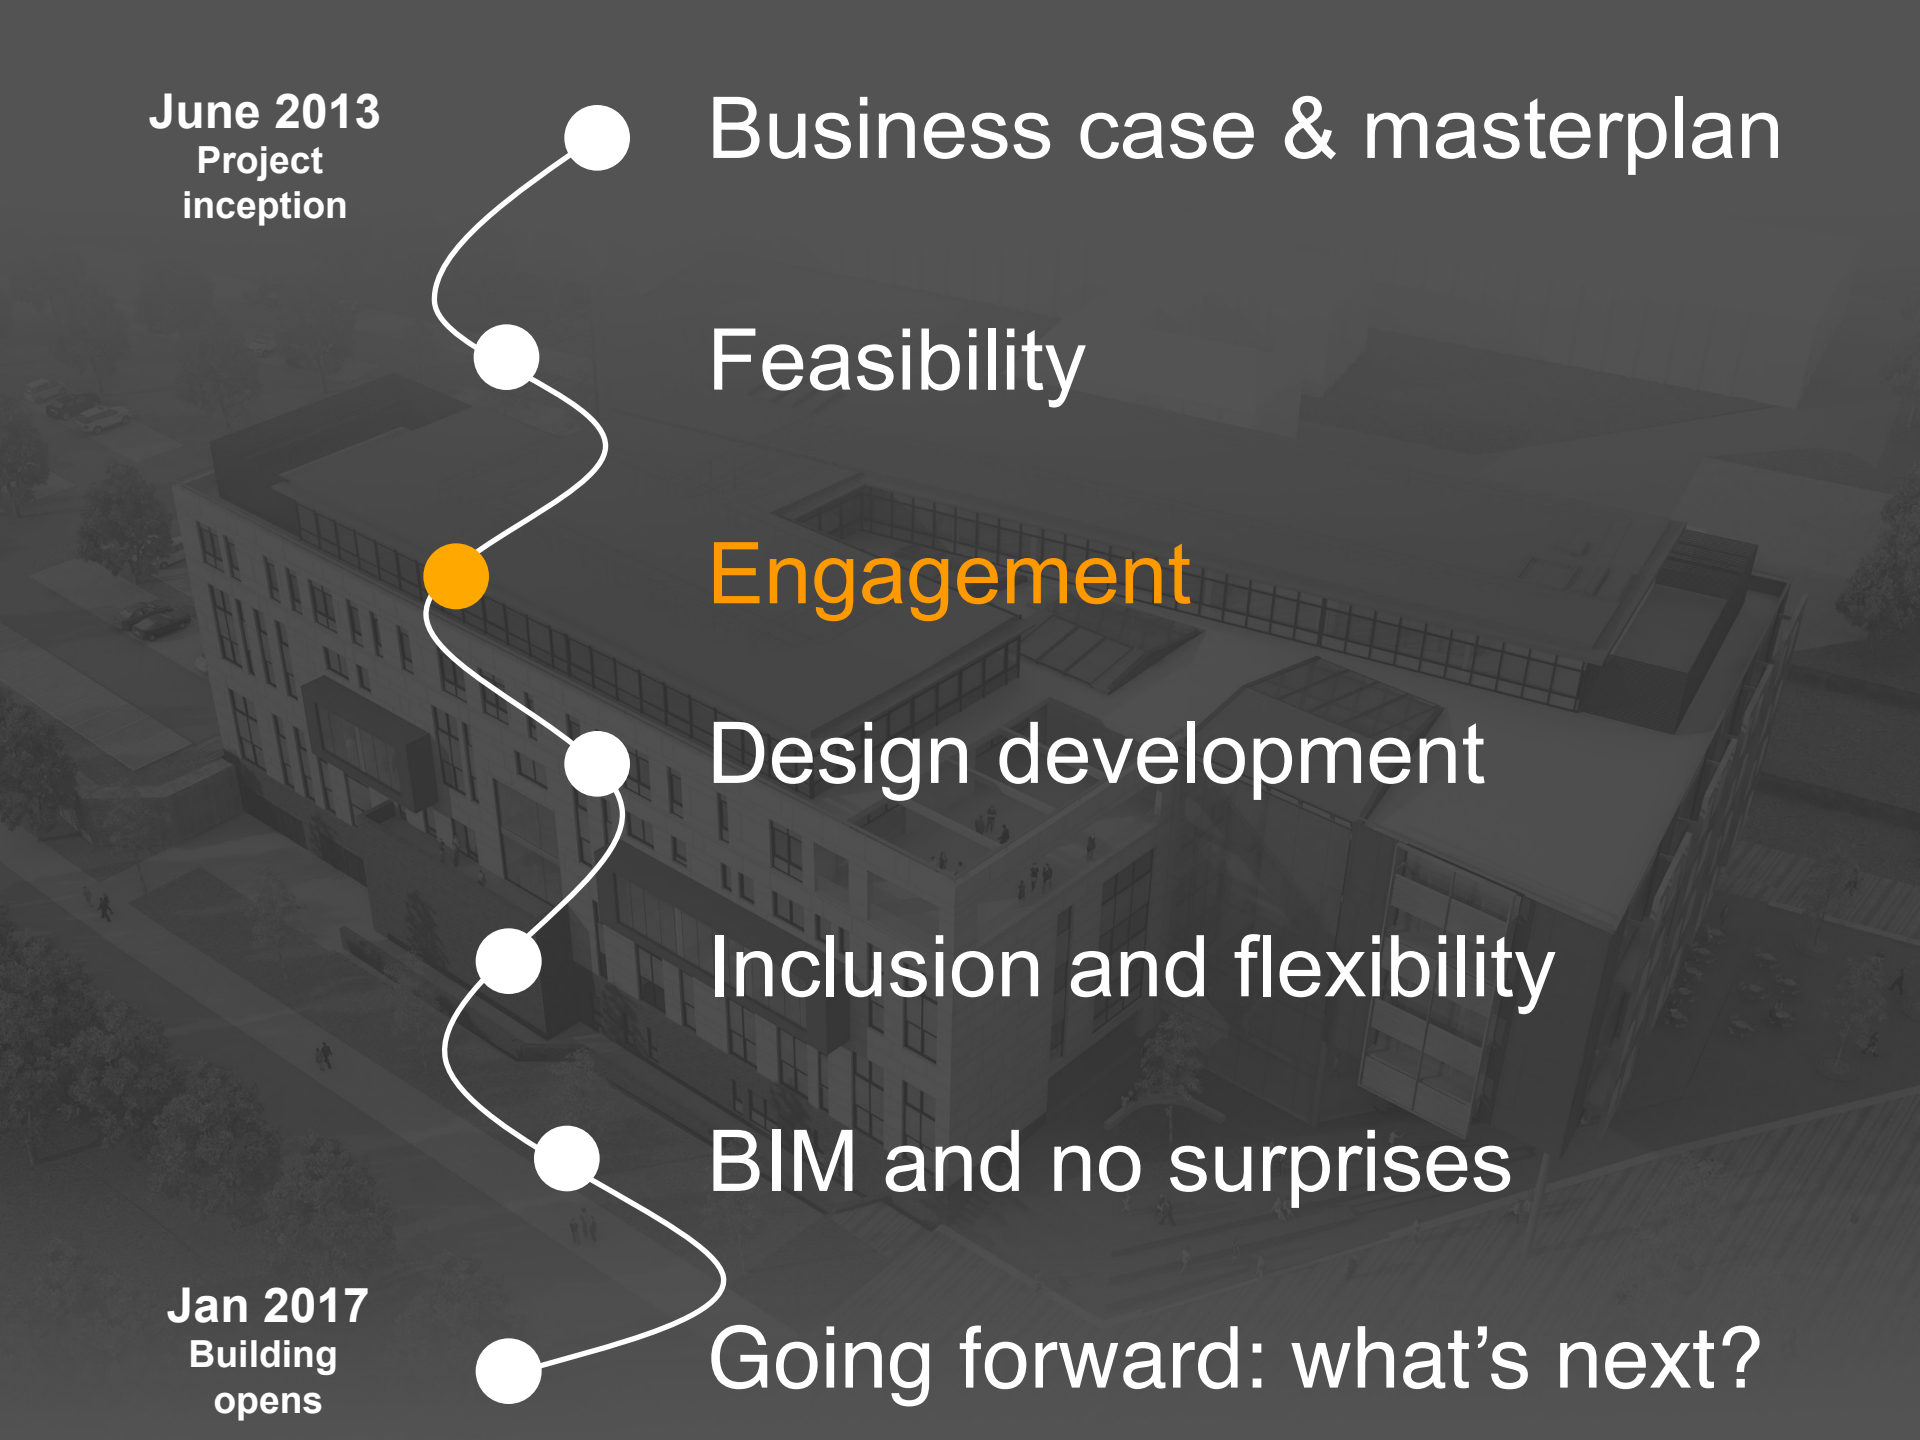 June 2013
Project
inception
Business case & masterplan
Feasibility
Engagement
Design development
Inclusion and flexibility
BIM and no surprises
Jan 2017
Building
opens
Going forward: what’s next?